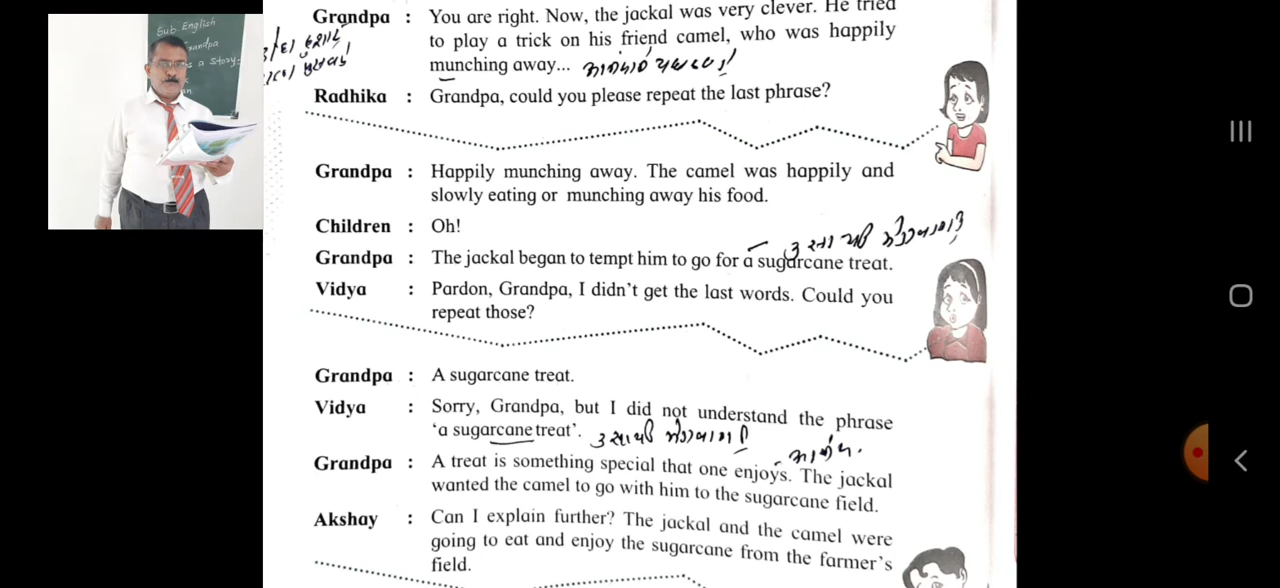 Sub- English
Grandpa
s a story-
Grandpa : You are right. Now, the jackal was very clever. He tried
to play a trick on his friend camel, who was happily
munching away...
Radhika : Grandpa, could you please repeat the last phrase?
Grandpa : Happily munching away. The camel was happily and
slowly eating or munching away his food.
Children : Oh!
Grandpa : The jackal began to tempt him to go for a sugarcane treat.
Vidya : Pardon, Grandpa, I didn't get the last words. Could you
repeat those?
Grandpa : A sugarcane treat.
Vidya : Sorry, Grandpa, but I did not understand the phrase
'a sugarcane treat'.
Grandpa : A treat is something special that one enjoys. The jackal
wanted the camel to go with him to the sugarcane field.
Akshay : Can I explain further? The jackal and the camel were
going to eat and enjoy the sugarcane from the farmer's
field.